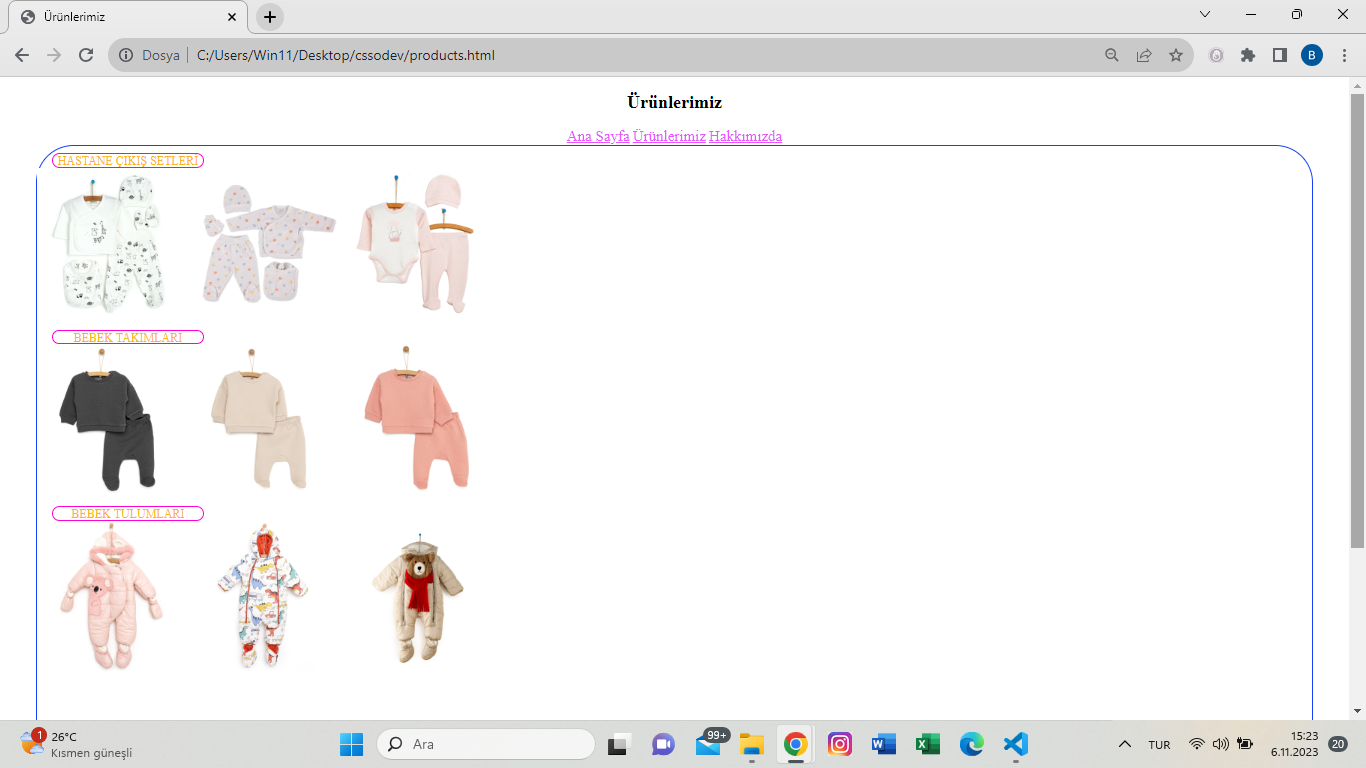 Ürünlerimiz
Dosya C:/Users/Win11/Desktop/cssodev/products.html
B
Ürünlerimiz
Ana Sayfa Ürünlerimiz Hakkımızda
HASTANE ÇIKIŞ SETLERİ
BEBEK TAKIMLARI
BEBEK TULUMLARI
1
26°C
Kısmen güneşli
Ara
99+
TUR
15:23
6.11.2023
20